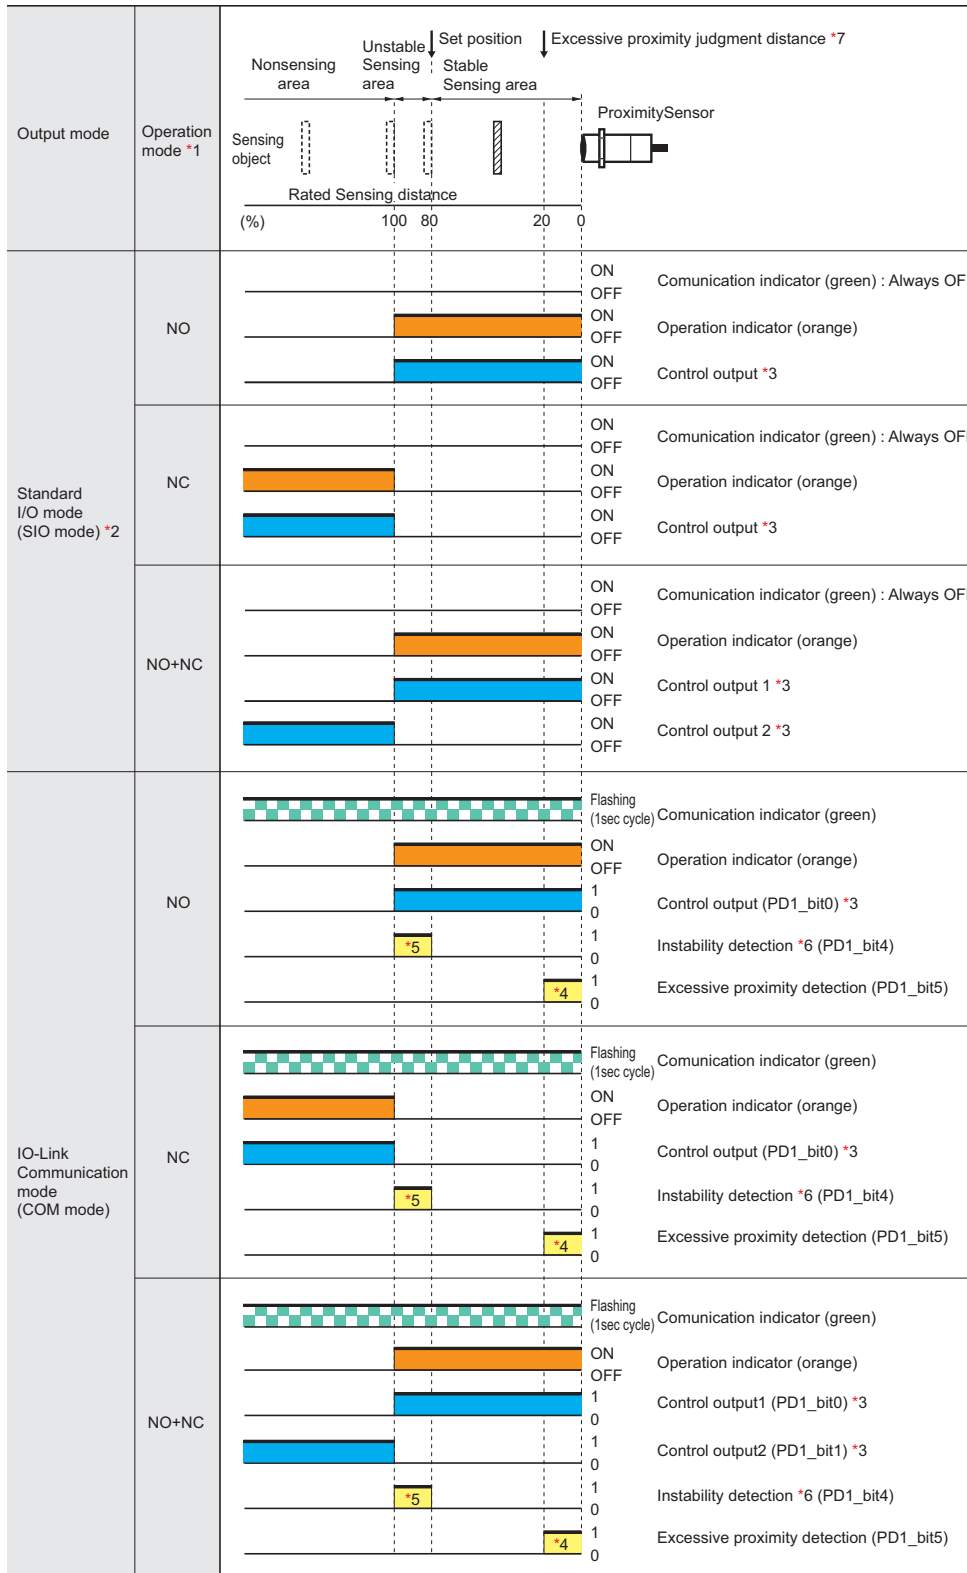 Output mode
Operation
mode *1
Set position
Excessive proximity judgment distance *7
Unstable
Sensing
area
Nonsensing
area
Stable
Sensing area
ProximitySensor
Sensing
object
Rated Sensing distance
(%)
100 80 20 0
Standard
I/O mode
(SIO mode) *2
NO
ON
OFF
Comunication indicator (green) : Always OF
ON
OFF
Operation indicator (orange)
ON
OFF
Control output *3
NC
ON
OFF
Comunication indicator (green) : Always OF
ON
OFF
Operation indicator (orange)
ON
OFF
Control output *3
NO+NC
ON
OFF
Comunication indicator (green) : Always OF
ON
OFF
Operation indicator (orange)
ON
OFF
Control output 1 *3
ON
OFF
Control output 2 *3
IO-Link
Communication
mode
(COM mode)
NO
Flashing
(1sec cycle)
Comunication indicator (green)
ON
OFF
Operation indicator (orange)
1
0
Control output (PD1_bit0) *3
*5
1
0
Instability detection *6 (PD1_bit4)
*4
1
0
Excessive proximity detection (PD1_bit5)
NC
Flashing
(1sec cycle)
Comunication indicator (green)
ON
OFF
Operation indicator (orange)
1
0
Control output (PD1_bit0) *3
*5
1
0
Instability detection *6 (PD1_bit4)
*4
1
0
Excessive proximity detection (PD1_bit5)
NO+NC
Flashing
(1sec cycle)
Comunication indicator (green)
ON
OFF
Operation indicator (orange)
1
0
Control output1 (PD1_bit0) *3
1
0
Control output2 (PD1_bit1) *3
*5
1
0
Instability detection *6 (PD1_bit4)
*4
1
0
Excessive proximity detection (PD1_bit5)